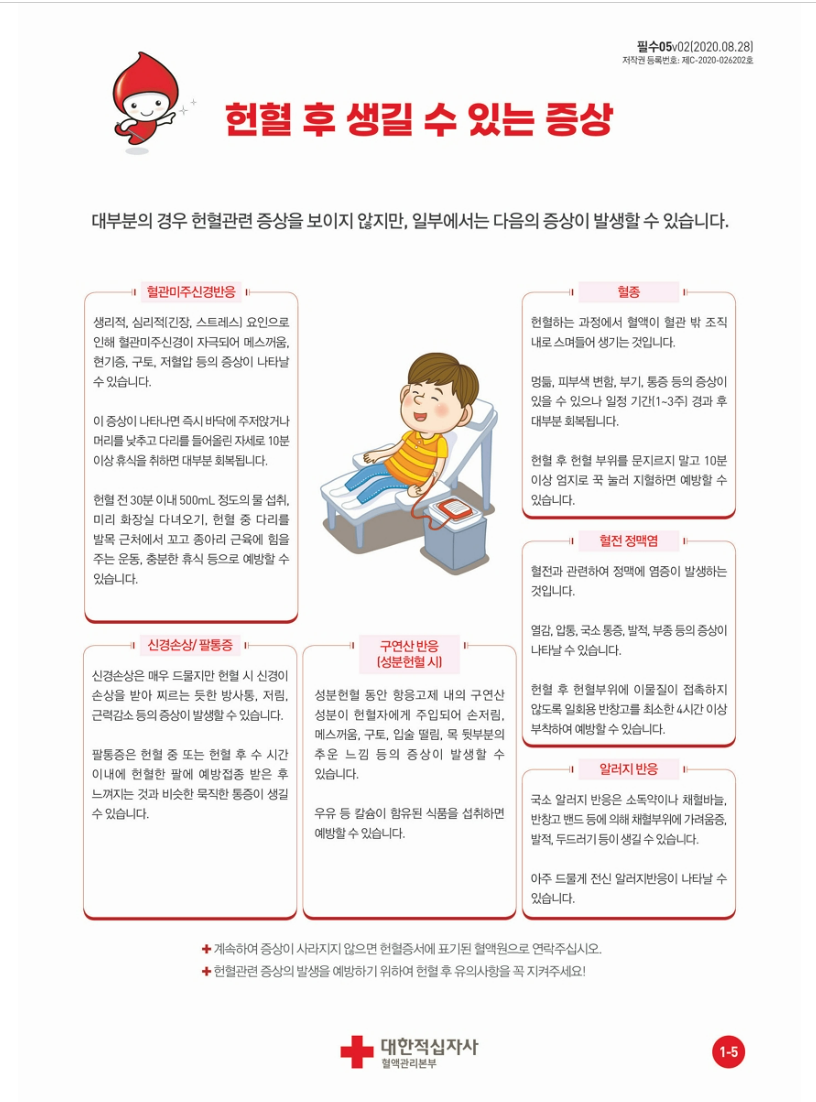 필수05v02(2020.08.28)
저작권 등록번호: 제C-2020-026202호
헌혈 후 생길 수 있는 증상
대부분의 경우 헌혈관련 증상을 보이지 않지만, 일부에서는 다음의 증상이 발생할 수 있습니다.
혈관미주신경반응
생리적, 심리적(긴장, 스트레스) 요인으로
인해 혈관미주신경이 자극되어 메스꺼움,
현기증, 구토, 저혈압 등의 증상이 나타날
수 있습니다.
이 증상이 나타나면 즉시 바닥에 주저앉거나
머리를 낮추고 다리를 들어올린 자세로 10분
이상 휴식을 취하면 대부분 회복됩니다.
헌혈 전 30분 이내 500mL 정도의 물 섭취,
미리 화장실 다녀오기, 헌혈 중 다리를
발목 근처에서 꼬고 종아리 근육에 힘을
주는 운동, 충분한 휴식 등으로 예방할 수
있습니다.
혈종
헌혈하는 과정에서 혈액이 혈관 밖 조직
내로 스며들어 생기는 것입니다.
멍듦, 피부색 변함, 부기, 통증 등의 증상이
있을 수 있으나 일정 기간(1~3주) 경과 후
대부분 회복됩니다.
헌혈 후 헌혈 부위를 문지르지 말고 10분
이상 엄지로 꾹 눌러 지혈하면 예방할 수
있습니다.
혈전 정맥염
혈전과 관련하여 정맥에 염증이 발생하는
것입니다.
열감, 압통, 국소 통증, 발적, 부종 등의 증상이
나타날 수 있습니다.
헌혈 후 헌혈부위에 이물질이 접촉하지
않도록 일회용 반창고를 최소한 4시간 이상
부착하여 예방할 수 있습니다.
신경손상/ 팔통증
신경손상은 매우 드물지만 헌혈 시 신경이
손상을 받아 찌르는 듯한 방사통, 저림,
근력감소 등의 증상이 발생할 수 있습니다.
팔통증은 헌혈 중 또는 헌혈 후 수 시간
이내에 헌혈한 팔에 예방접종 받은 후
느껴지는 것과 비슷한 묵직한 통증이 생길
수 있습니다.
구연산 반응
(성분헌혈 시)
성분헌혈 동안 항응고제 내의 구연산
성분이 헌혈자에게 주입되어 손저림,
메스꺼움, 구토, 입술 떨림, 목 뒷부분의
추운 느낌 등의 증상이 발생할 수
있습니다.
우유 등 칼슘이 함유된 식품을 섭취하면
예방할 수 있습니다.
알러지 반응
국소 알러지 반응은 소독약이나 채혈바늘,
반창고 밴드 등에 의해 채혈부위에 가려움증,
발적, 두드러기 등이 생길 수 있습니다.
아주 드물게 전신 알러지반응이 나타날 수
있습니다.
계속하여 증상이 사라지지 않으면 헌혈증서에 표기된 혈액원으로 연락주십시오.
헌혈관련 증상의 발생을 예방하기 위하여 헌혈 후 유의사항을 꼭 지켜주세요!
대한적십자사
혈액관리본부
1-5